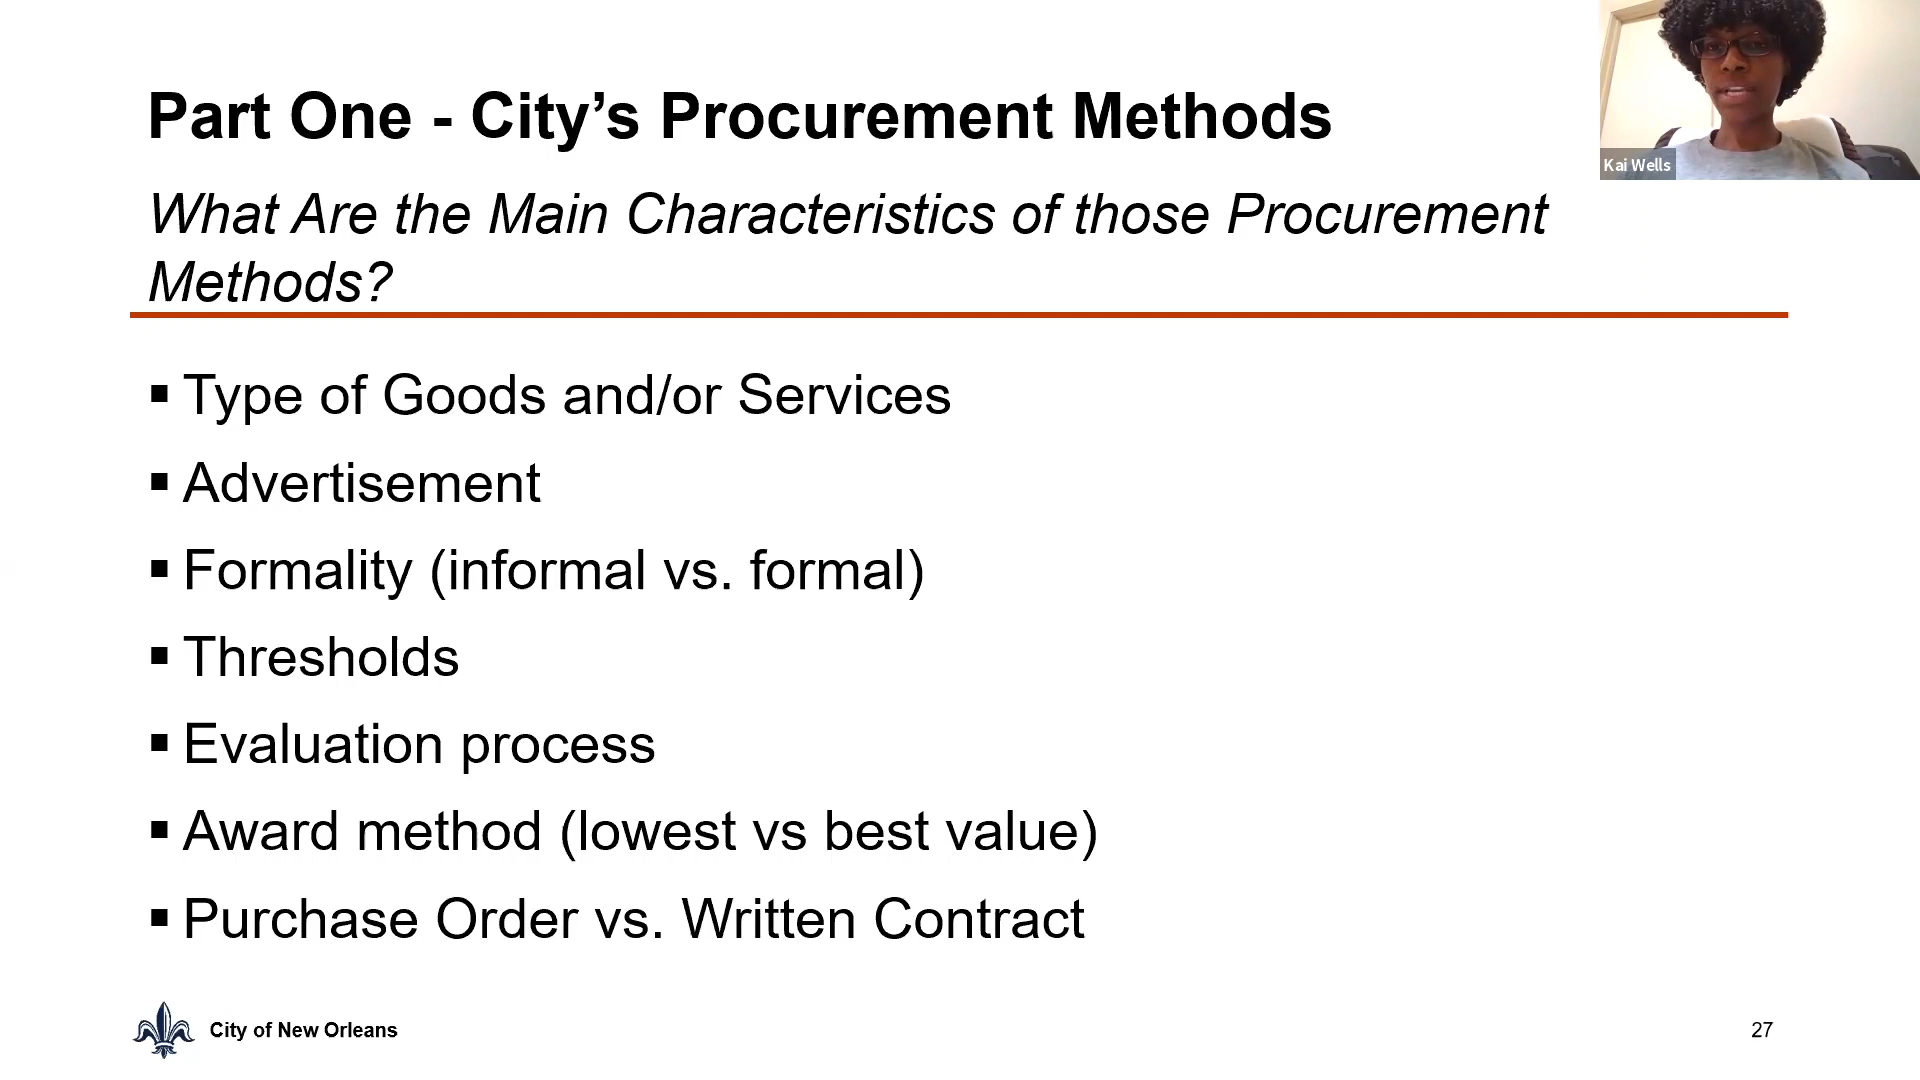 Part One - City’s Procurement Methods
Kai Wells
What Are the Main Characteristics of those Procurement
Methods?
▪ Type of Goods and/or Services
▪ Advertisement
▪ Formality (informal vs. formal)
▪ Thresholds
▪ Evaluation process
▪ Award method (lowest vs best value)
▪ Purchase Order vs. Written Contract
City of New Orleans
27